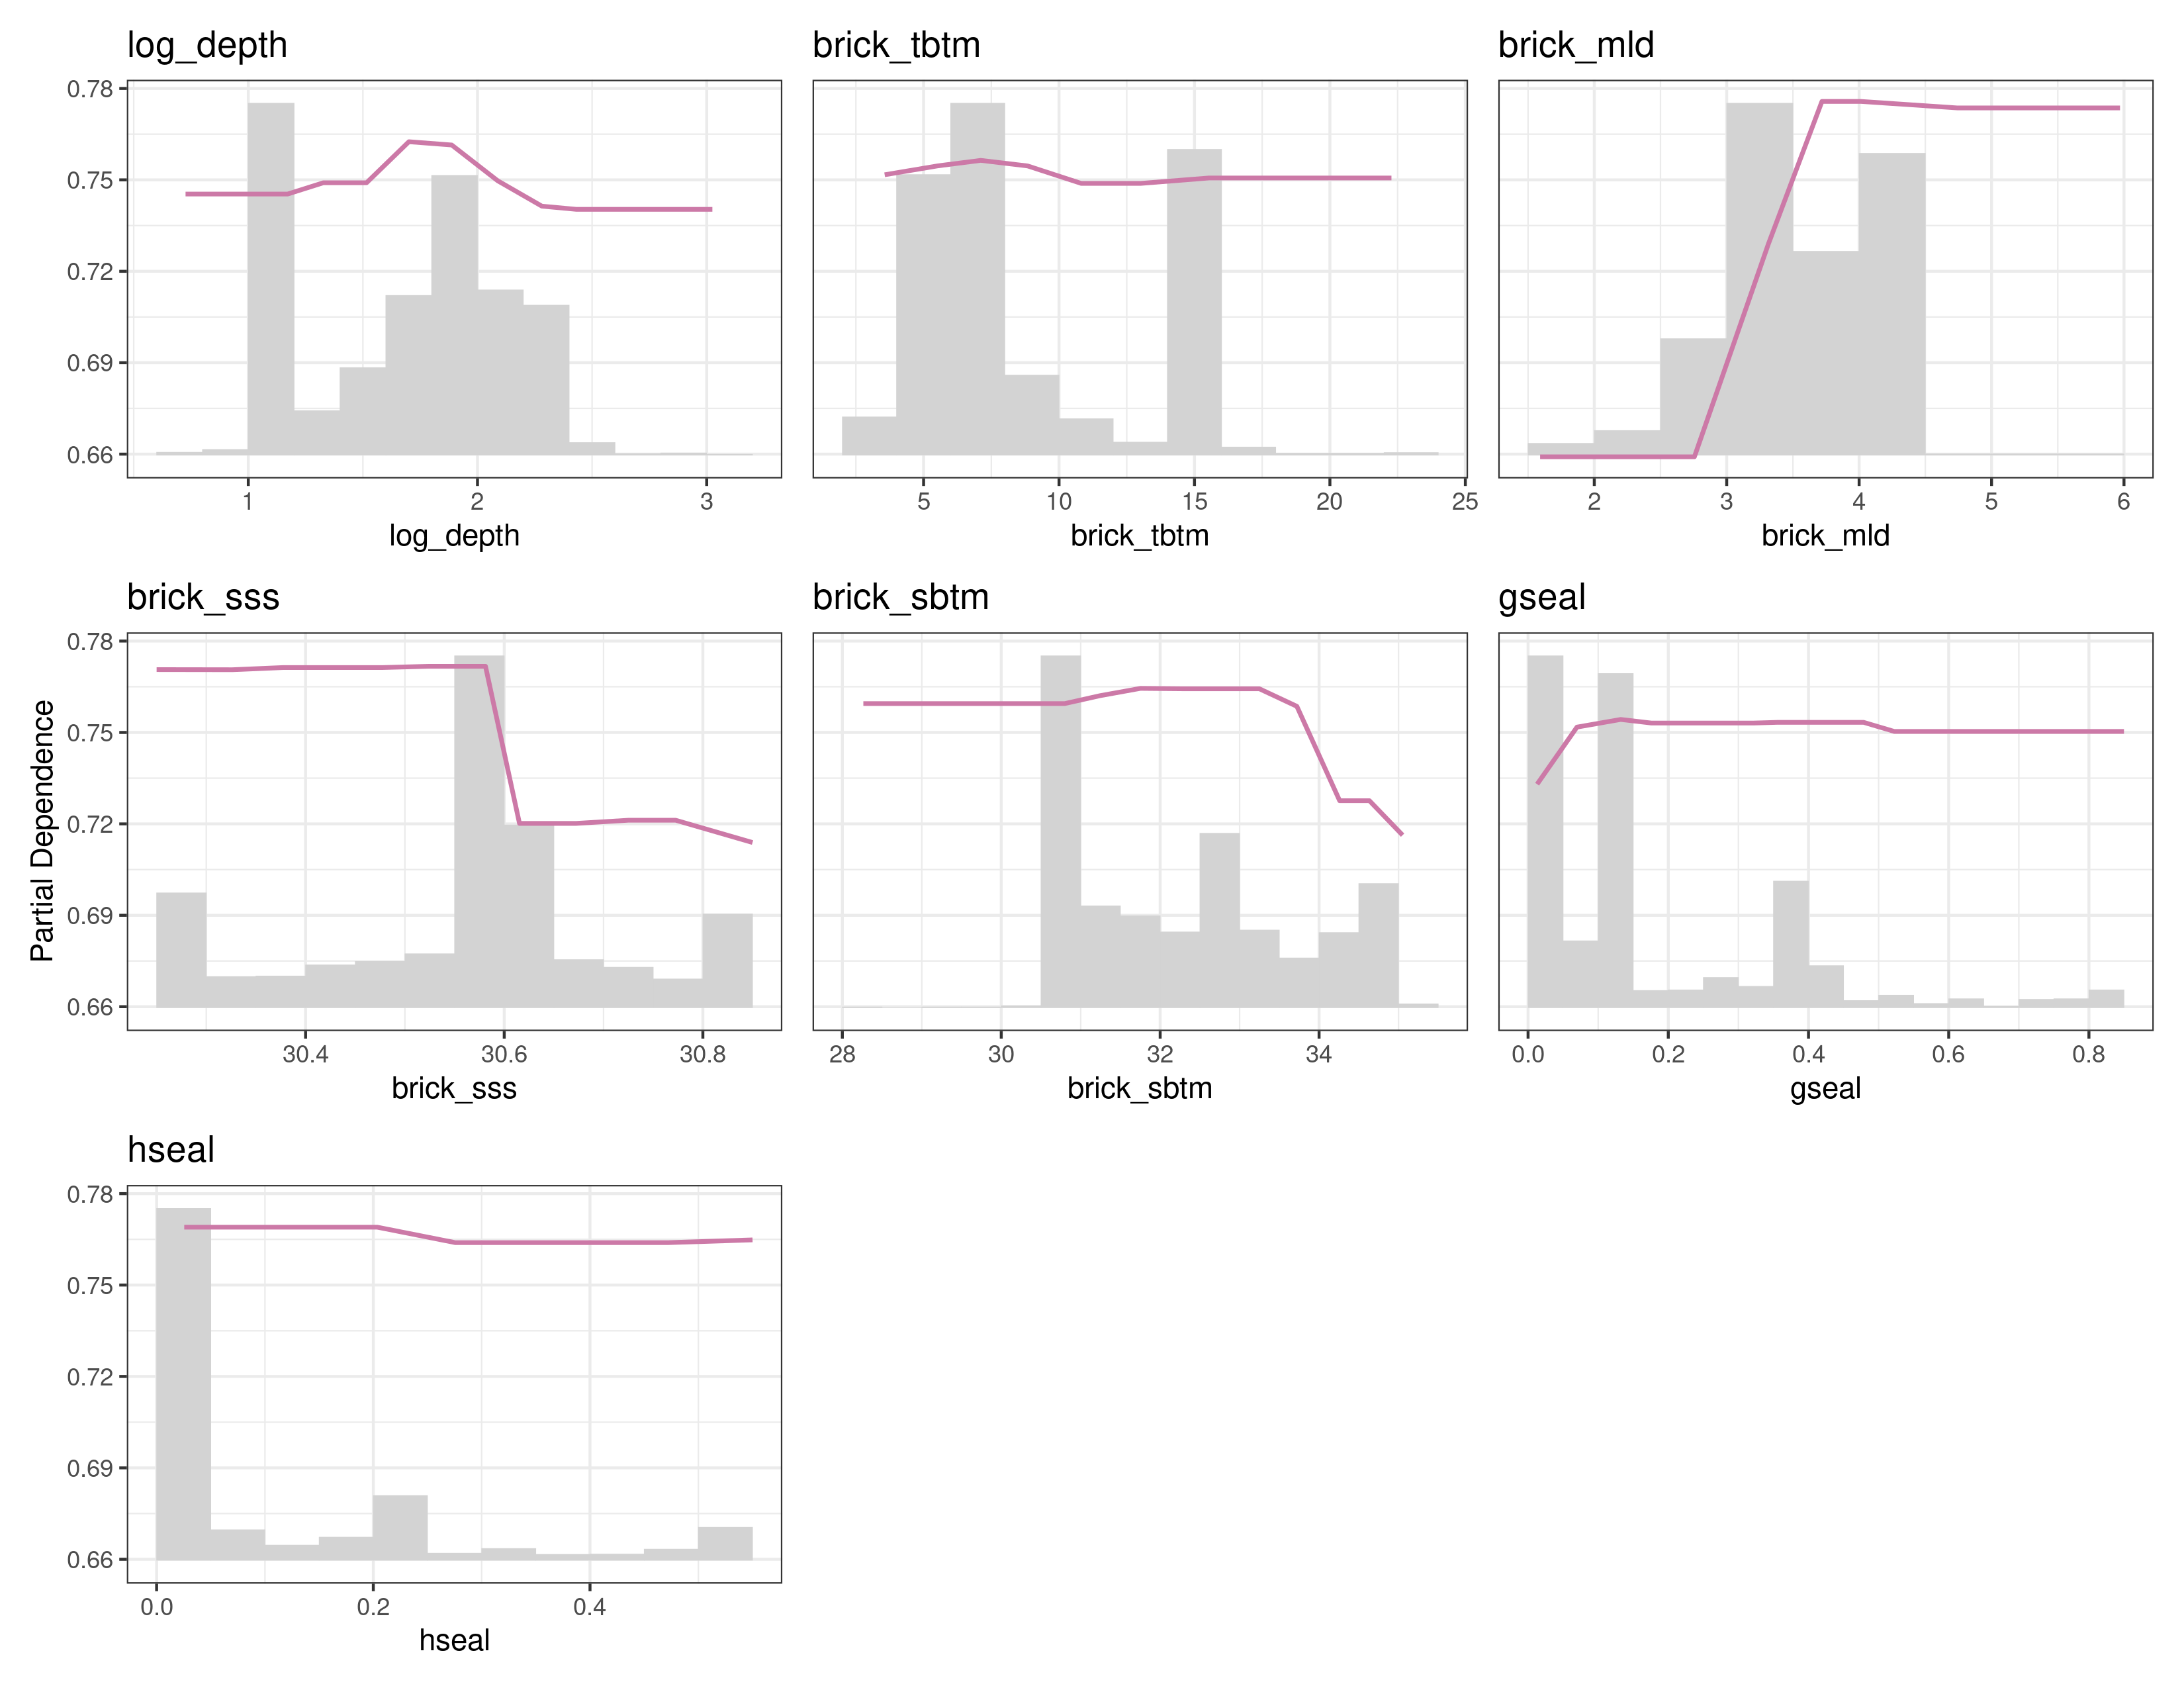 log_depth
brick_tbtm
brick_mld
0.78
0.75
0.72
0.69
0.66
1 2 3
5 10 15 20 25
2 3 4 5 6
log_depth
brick_tbtm
brick_mld
brick_sss
brick_sbtm
gseal
Partial Dependence
0.78
0.75
0.72
0.69
0.66
30.4 30.6 30.8
28 30 32 34
0.0 0.2 0.4 0.6 0.8
brick_sss
brick_sbtm
gseal
hseal
0.78
0.75
0.72
0.69
0.66
0.0 0.2 0.4
hseal